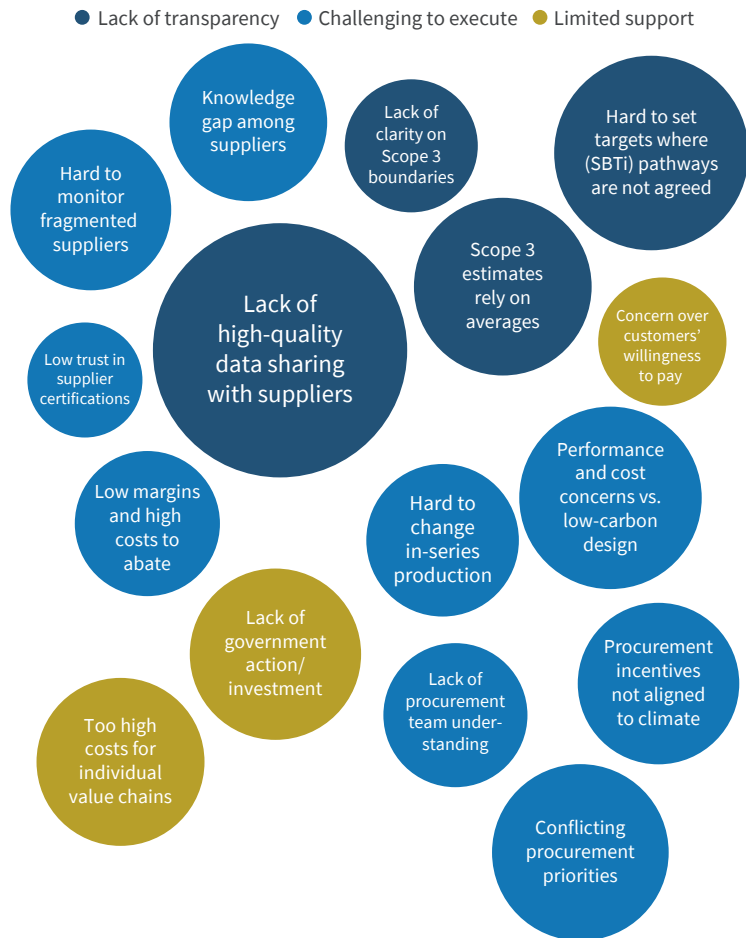 Lack of transparency Challenging to execute Limited support
Knowledge
gap among
suppliers
Lack of
clarity on
Scope 3
boundaries
Hard to set
targets where
(SBTi) pathways
are not agreed
Hard to
monitor
fragmented
suppliers
Scope 3
estimates
rely on
averages
Lack of
high-quality
data sharing
with suppliers
Concern over
customers’
willingness
to pay
Low trust in
supplier
certifications
Performance
and cost
concerns vs.
low-carbon
design
Low margins
and high
costs to
abate
Hard to
change
in-series
production
Lack of
government
action/
investment
Procurement
incentives
not aligned
to climate
Lack of
procurement
team under-
standing
Too high
costs for
individual
value chains
Conflicting
procurement
priorities